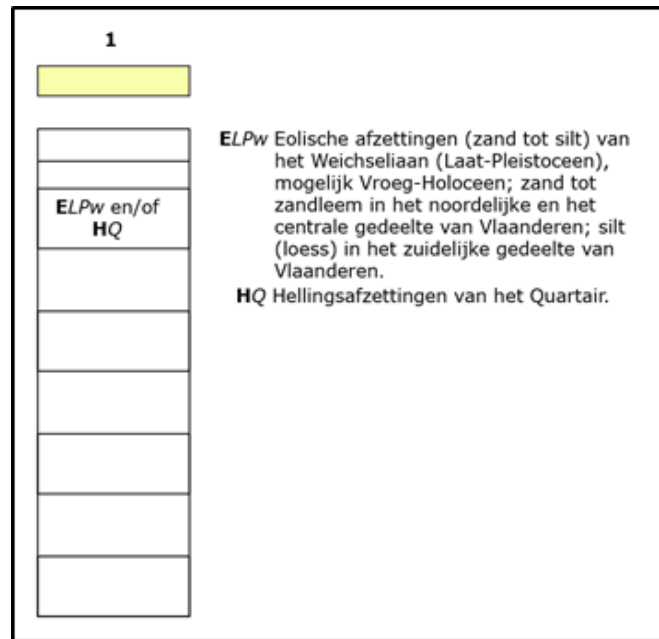 1
ELPw en/of
HQ
ELPw Eolische afzettingen (zand tot silt) van
het Weichseliaan (Laat-Pleistoceen),
mogelijk Vroeg-Holoceen; zand tot
zandleem in het noordelijke en het
centrale gedeelte van Vlaanderen; silt
(loess) in het zuidelijke gedeelte van
Vlaanderen.
HQ Hellingsafzettingen van het Quartair.